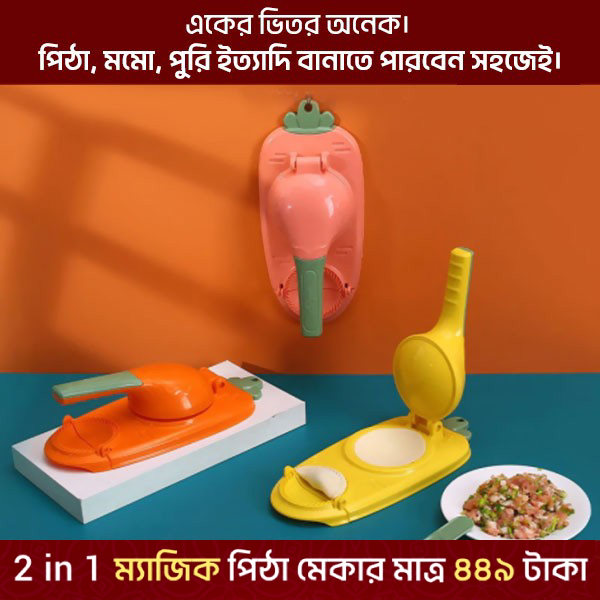 একের ভিতর অনেক।
পিঠা, মমো, পুরি ইত্যাদি বানাতে পারবেন সহজেই।
2 in 1 ম্যাজিক পিঠা মেকার মাত্র ৪৪৯ টাকা